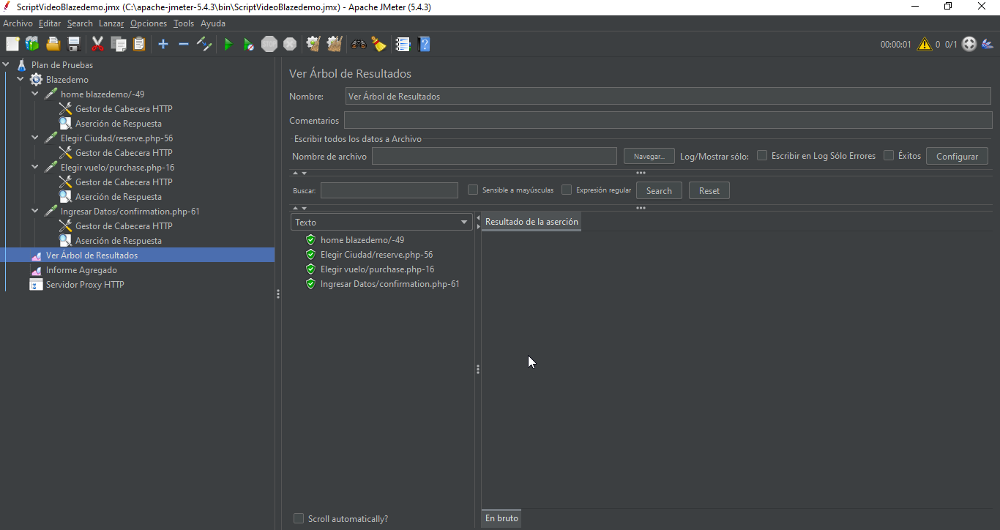 ScriptVideoBlazedemo.jmx (C:\apache-jmeter-5.4.3\bin\ScriptVideoBlazedemo.jmx) - Apache JMeter (5.4.3)
Archivo Editar Search Lanzar Opciones Tools Ayuda
00:00:01 0 0/1
Plan de Pruebas
Blazedemo
home blazedemo/-49
Gestor de Cabecera HTTP
Aserción de Respuesta
Elegir Ciudad/reserve.php-56
Gestor de Cabecera HTTP
Elegir vuelo/purchase.php-16
Gestor de Cabecera HTTP
Aserción de Respuesta
Ingresar Datos/confirmation.php-61
Gestor de Cabecera HTTP
Aserción de Respuesta
Ver Árbol de Resultados
Informe Agregado
Servidor Proxy HTTP
Ver Árbol de Resultados
Nombre: Ver Árbol de Resultados
Comentarios
Escribir todos los datos a Archivo
Nombre de archivo Navegar... Log/Mostrar sólo: Escribir en Log Sólo Errores Éxitos Configurar
Buscar: Sensible a mayúsculas Expresión regular Search Reset
Texto
home blazedemo/-49
Elegir Ciudad/reserve.php-56
Elegir vuelo/purchase.php-16
Ingresar Datos/confirmation.php-61
Scroll automatically?
Resultado de la aserción
En bruto